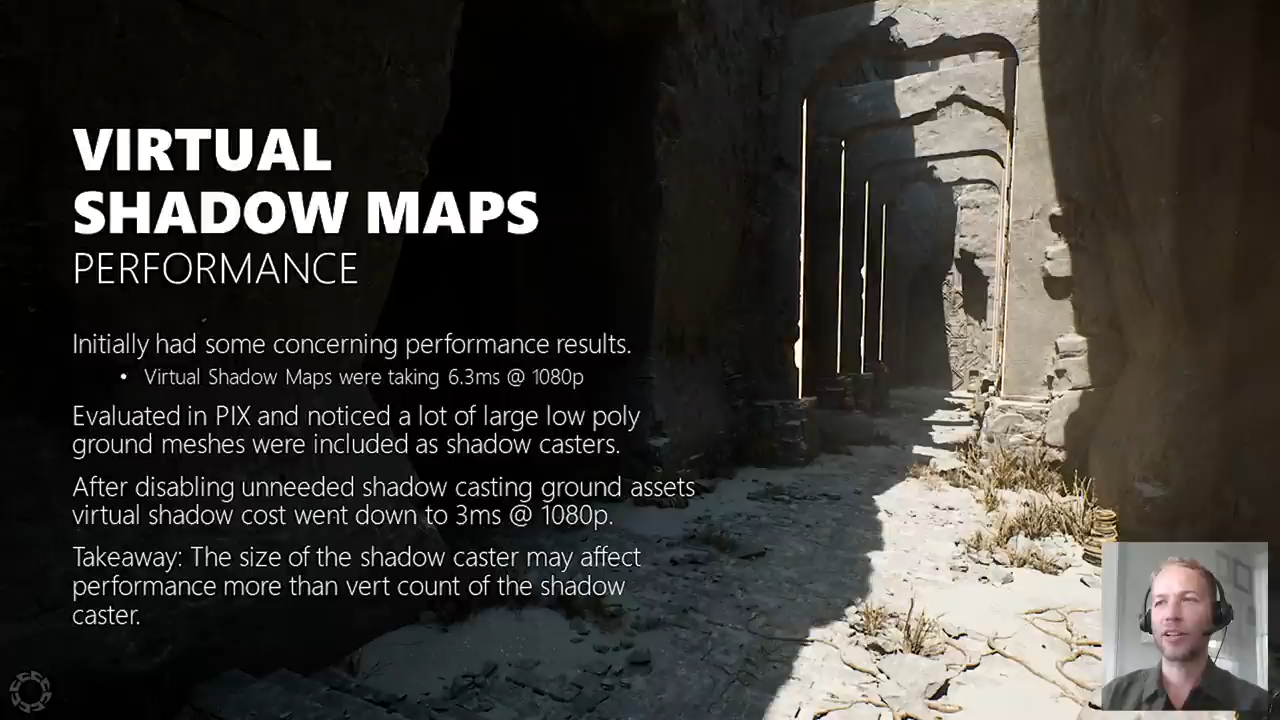 VIRTUAL
SHADOW MAPS
PERFORMANCE
Initially had some concerning performance results.
• Virtual Shadow Maps were taking 6.3ms @ 1080p
Evaluated in PIX and noticed a lot of large low poly
ground meshes were included as shadow casters.
After disabling unneeded shadow casting ground assets
virtual shadow cost went down to 3ms @ 1080p.
Takeaway: The size of the shadow caster may affect
performance more than vert count of the shadow
caster.